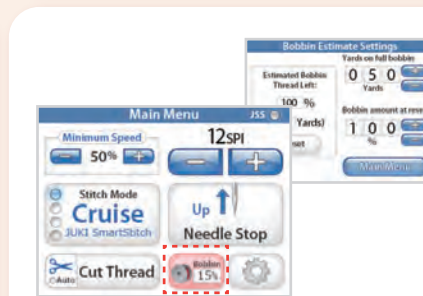 Bobbin Estimate Settings
Yards on full bobbin
Estimated Bobbin
Thread Left:
0 5 0
Yards
100 %
Yards)
Bobbin amount at rese
1 0 0
%
Main Menu
Main Menu
JSS
Minimum Speed
50%
12SPI
Stitch Mode
Cruise
JUKI SmartStitch
Up
Needle Stop
Auto
Cut Thread
Bobbin
15%